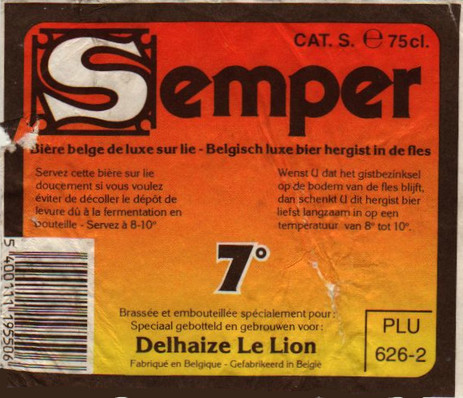 CAT. S. ℮ 75cl.
Semper
Bière belge de luxe sur lie - Belgisch luxe bier hergist in de fles
Servez cette bière sur lie
doucement si vous voulez
éviter de décoller le dépôt de
levure dû à la fermentation en
bouteille - Servez à 8-10°
Wenst U dat het gistbezinksel
op de bodem van de fles blijft,
dan schenkt U dit hergist bier
liefst langzaam in op een
temperatuur van 8° tot 10°.
7°
Brassée et embouteillée spécialement pour:
Speciaal gebotteld en gebrouwen voor:
Delhaize Le Lion
Fabriqué en Belgique - Gefabrikeerd in België
PLU
626-2
5 400111 195506